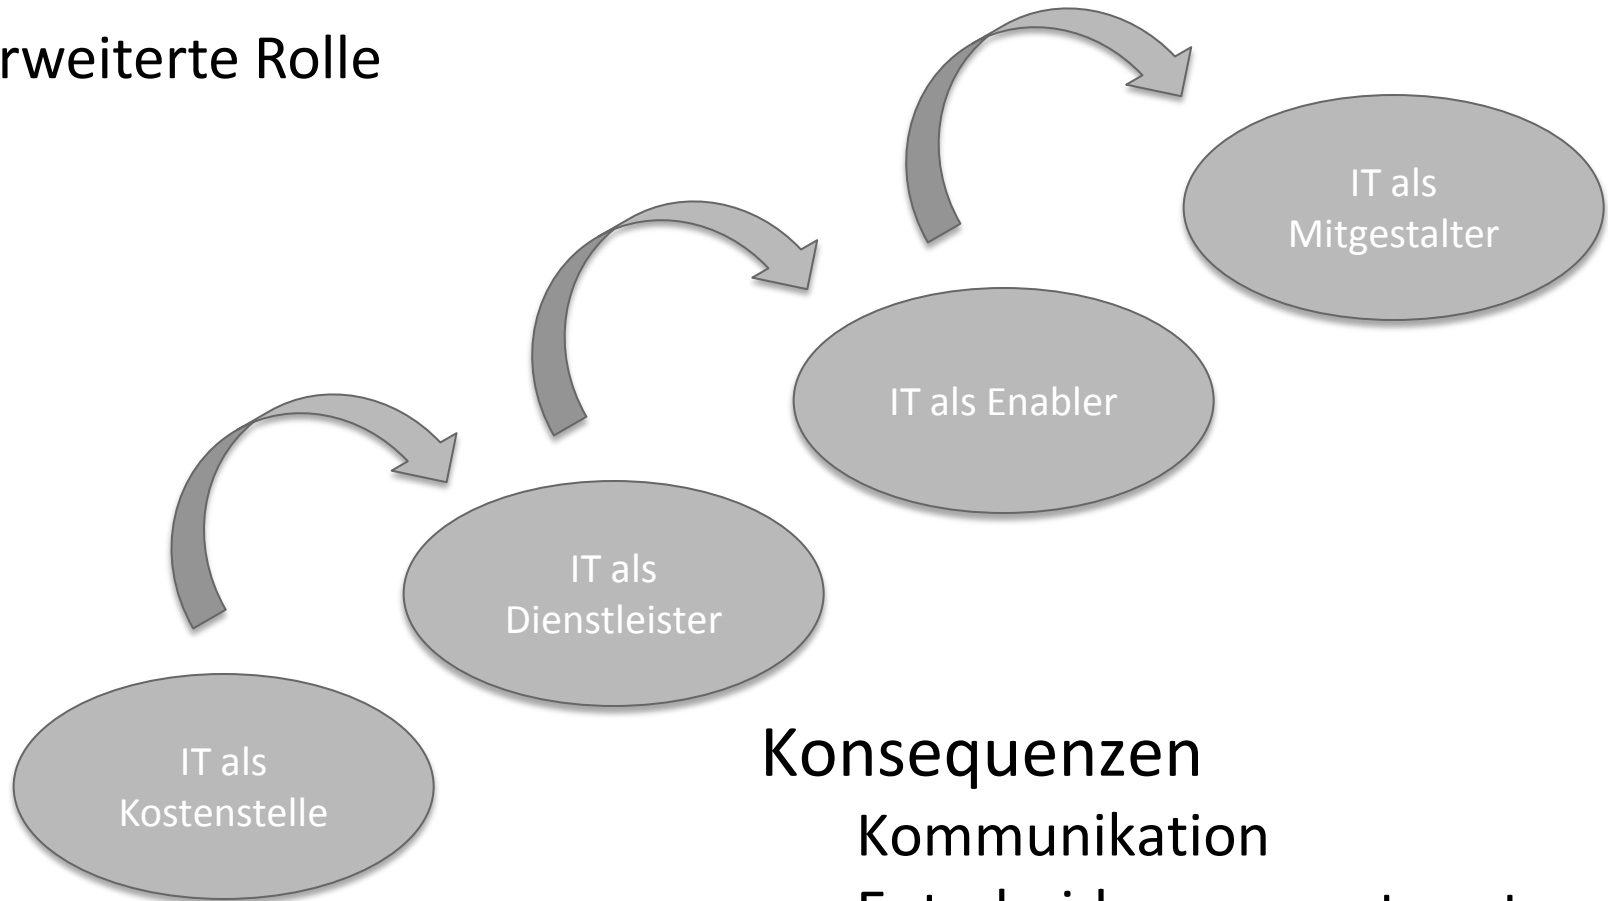 rweiterte Rolle
IT als
Mitgestalter
IT als Enabler
IT als
Dienstleister
IT als
Kostenstelle
Konsequenzen
Kommunikation